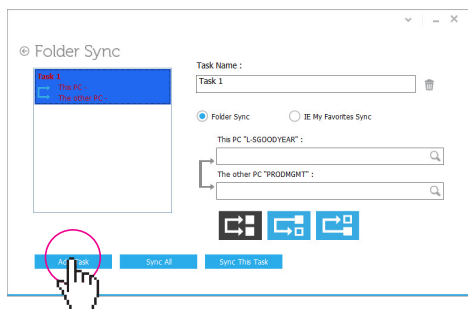 Folder Sync
Task 1
This PC -
The other PC --
Task Name :
Task 1
Folder Sync
IE My Favorites Sync
This PC "L-SGOODYEAR" :
The other PC "PRODMGMT" :
Task
Sync All
Sync This Task